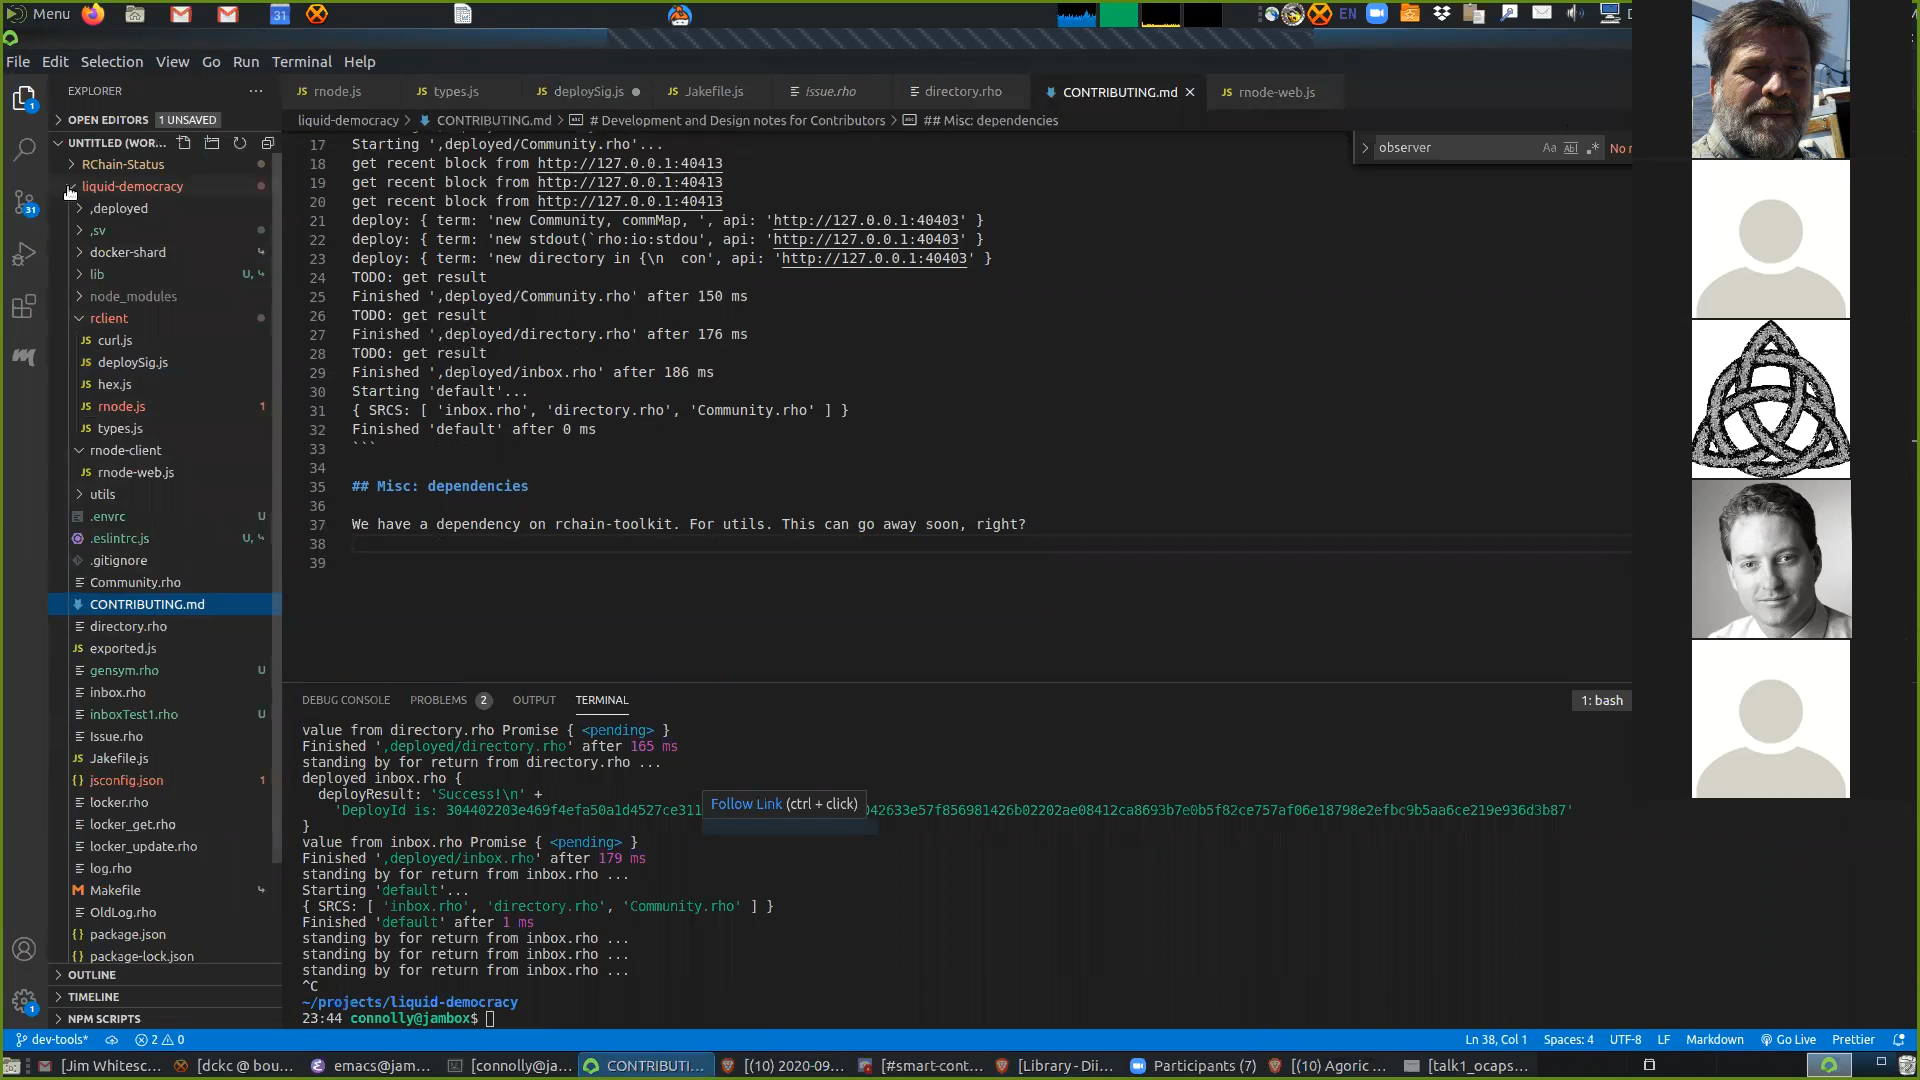 Menu
31
EN
File Edit Selection View Go Run Terminal Help
EXPLORER
rnode.js
types.js
deploySig.js
Jakefile.js
Issue.rho
directory.rho
CONTRIBUTING.md
rnode-web.js
OPEN EDITORS 1 UNSAVED
liquid-democracy > CONTRIBUTING.md > # Development and Design notes for Contributors > ## Misc: dependencies
UNTITLED (WOR...
RChain-Status
liquid-democracy
,deployed
,sv
docker-shard
lib U,
node_modules
rclient
JS curl.js
JS deploySig.js
JS hex.js
JS rnode.js 1
JS types.js
rnode-client
JS rnode-web.js
utils
.envrc U
.eslintrc.js U,
.gitignore
Community.rho
CONTRIBUTING.md
directory.rho
JS exported.js
gensym.rho U
inbox.rho
inboxTest1.rho U
Issue.rho
JS Jakefile.js
{} jsconfig.json 1
locker.rho
locker_get.rho
locker_update.rho
log.rho
Makefile
OldLog.rho
{} package.json
{} package-lock.json
OUTLINE
TIMELINE
NPM SCRIPTS
observer Aa Abl .* No r
17 Starting ',deployed/Community.rho'...
18 get recent block from http://127.0.0.1:40413
19 get recent block from http://127.0.0.1:40413
20 get recent block from http://127.0.0.1:40413
21 deploy: { term: 'new Community, commMap, ', api: 'http://127.0.0.1:40403' }
22 deploy: { term: 'new stdout(`rho:io:stdou', api: 'http://127.0.0.1:40403' }
23 deploy: { term: 'new directory in {\n  con', api: 'http://127.0.0.1:40403' }
24 TODO: get result
25 Finished ',deployed/Community.rho' after 150 ms
26 TODO: get result
27 Finished ',deployed/directory.rho' after 176 ms
28 TODO: get result
29 Finished ',deployed/inbox.rho' after 186 ms
30 Starting 'default'...
31 { SRCS: [ 'inbox.rho', 'directory.rho', 'Community.rho' ] }
32 Finished 'default' after 0 ms
33 ```
34
35 ## Misc: dependencies
36
37 We have a dependency on rchain-toolkit. For utils. This can go away soon, right?
38
39
DEBUG CONSOLE PROBLEMS 2 OUTPUT TERMINAL 1: bash
value from directory.rho Promise { <pending> }
Finished ',deployed/directory.rho' after 165 ms
standing by for return from directory.rho ...
deployed inbox.rho {
deployResult: 'Success!\n' +
'DeployId is: 304402203e469f4efa50a1d4527ce311 042633e57f856981426b02202ae08412ca8693b7e0b5f82ce757af06e18798e2efbc9b5aa6ce219e936d3b87'
Follow Link (ctrl + click)
}
value from inbox.rho Promise { <pending> }
Finished ',deployed/inbox.rho' after 179 ms
standing by for return from inbox.rho ...
Starting 'default'...
{ SRCS: [ 'inbox.rho', 'directory.rho', 'Community.rho' ] }
Finished 'default' after 1 ms
standing by for return from inbox.rho ...
standing by for return from inbox.rho ...
standing by for return from inbox.rho ...
^C
~/projects/liquid-democracy
23:44 connolly@jambox$
dev-tools* 2 0 Ln 38, Col 1 Spaces: 4 UTF-8 LF Markdown Go Live Prettier
[Jim Whitesc... [dckc @ bou... emacs@jam... [connolly@ja... CONTRIBUTI... [(10) 2020-09... [#smart-cont... [Library - Dii... Participants (7) [(10) Agoric ... [talk1_ocaps...